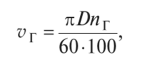 v_Г = πDn_Г / 60·100,